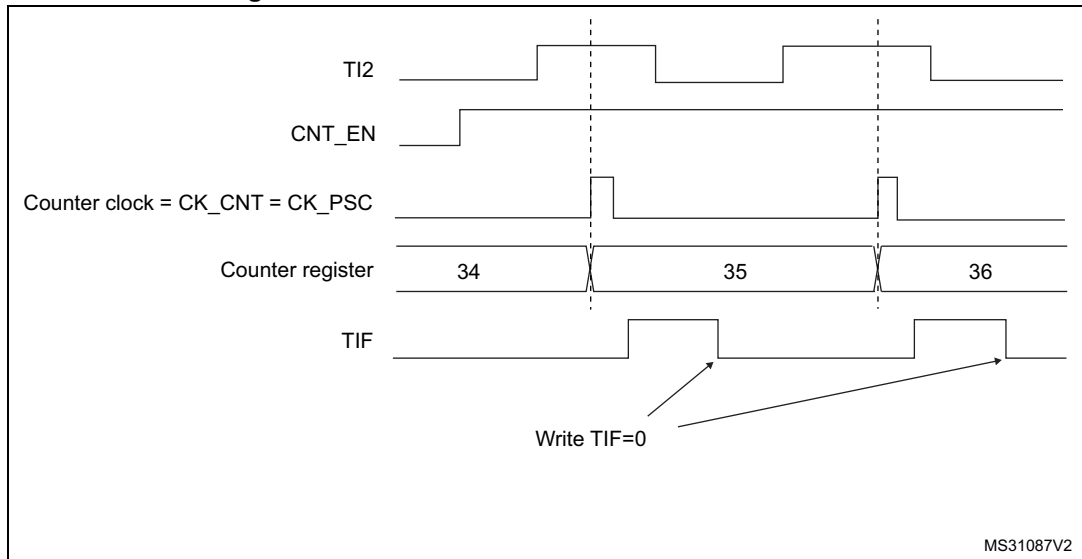 TI2
CNT_EN
Counter clock = CK_CNT = CK_PSC
Counter register 34 35 36
TIF
Write TIF=0
MS31087V2